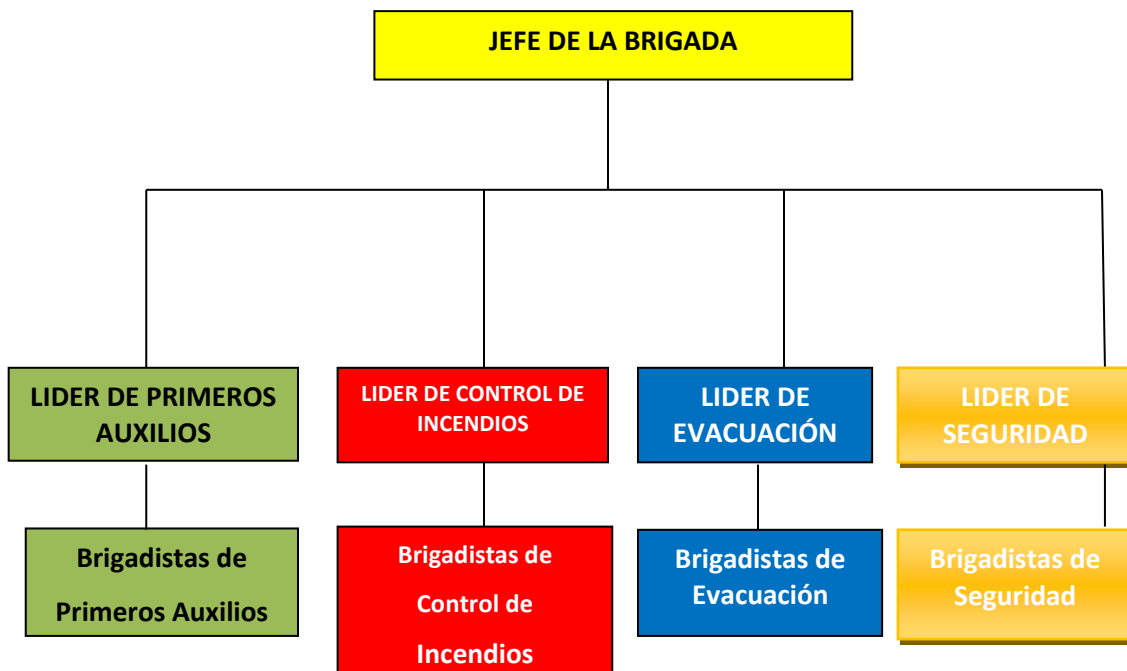 JEFE DE LA BRIGADA
LIDER DE PRIMEROS
AUXILIOS
LIDER DE CONTROL DE
INCENDIOS
LIDER DE
EVACUACIÓN
LIDER DE
SEGURIDAD
Brigadistas de
Primeros Auxilios
Brigadistas de
Control de
Incendios
Brigadistas de
Evacuación
Brigadistas de
Seguridad